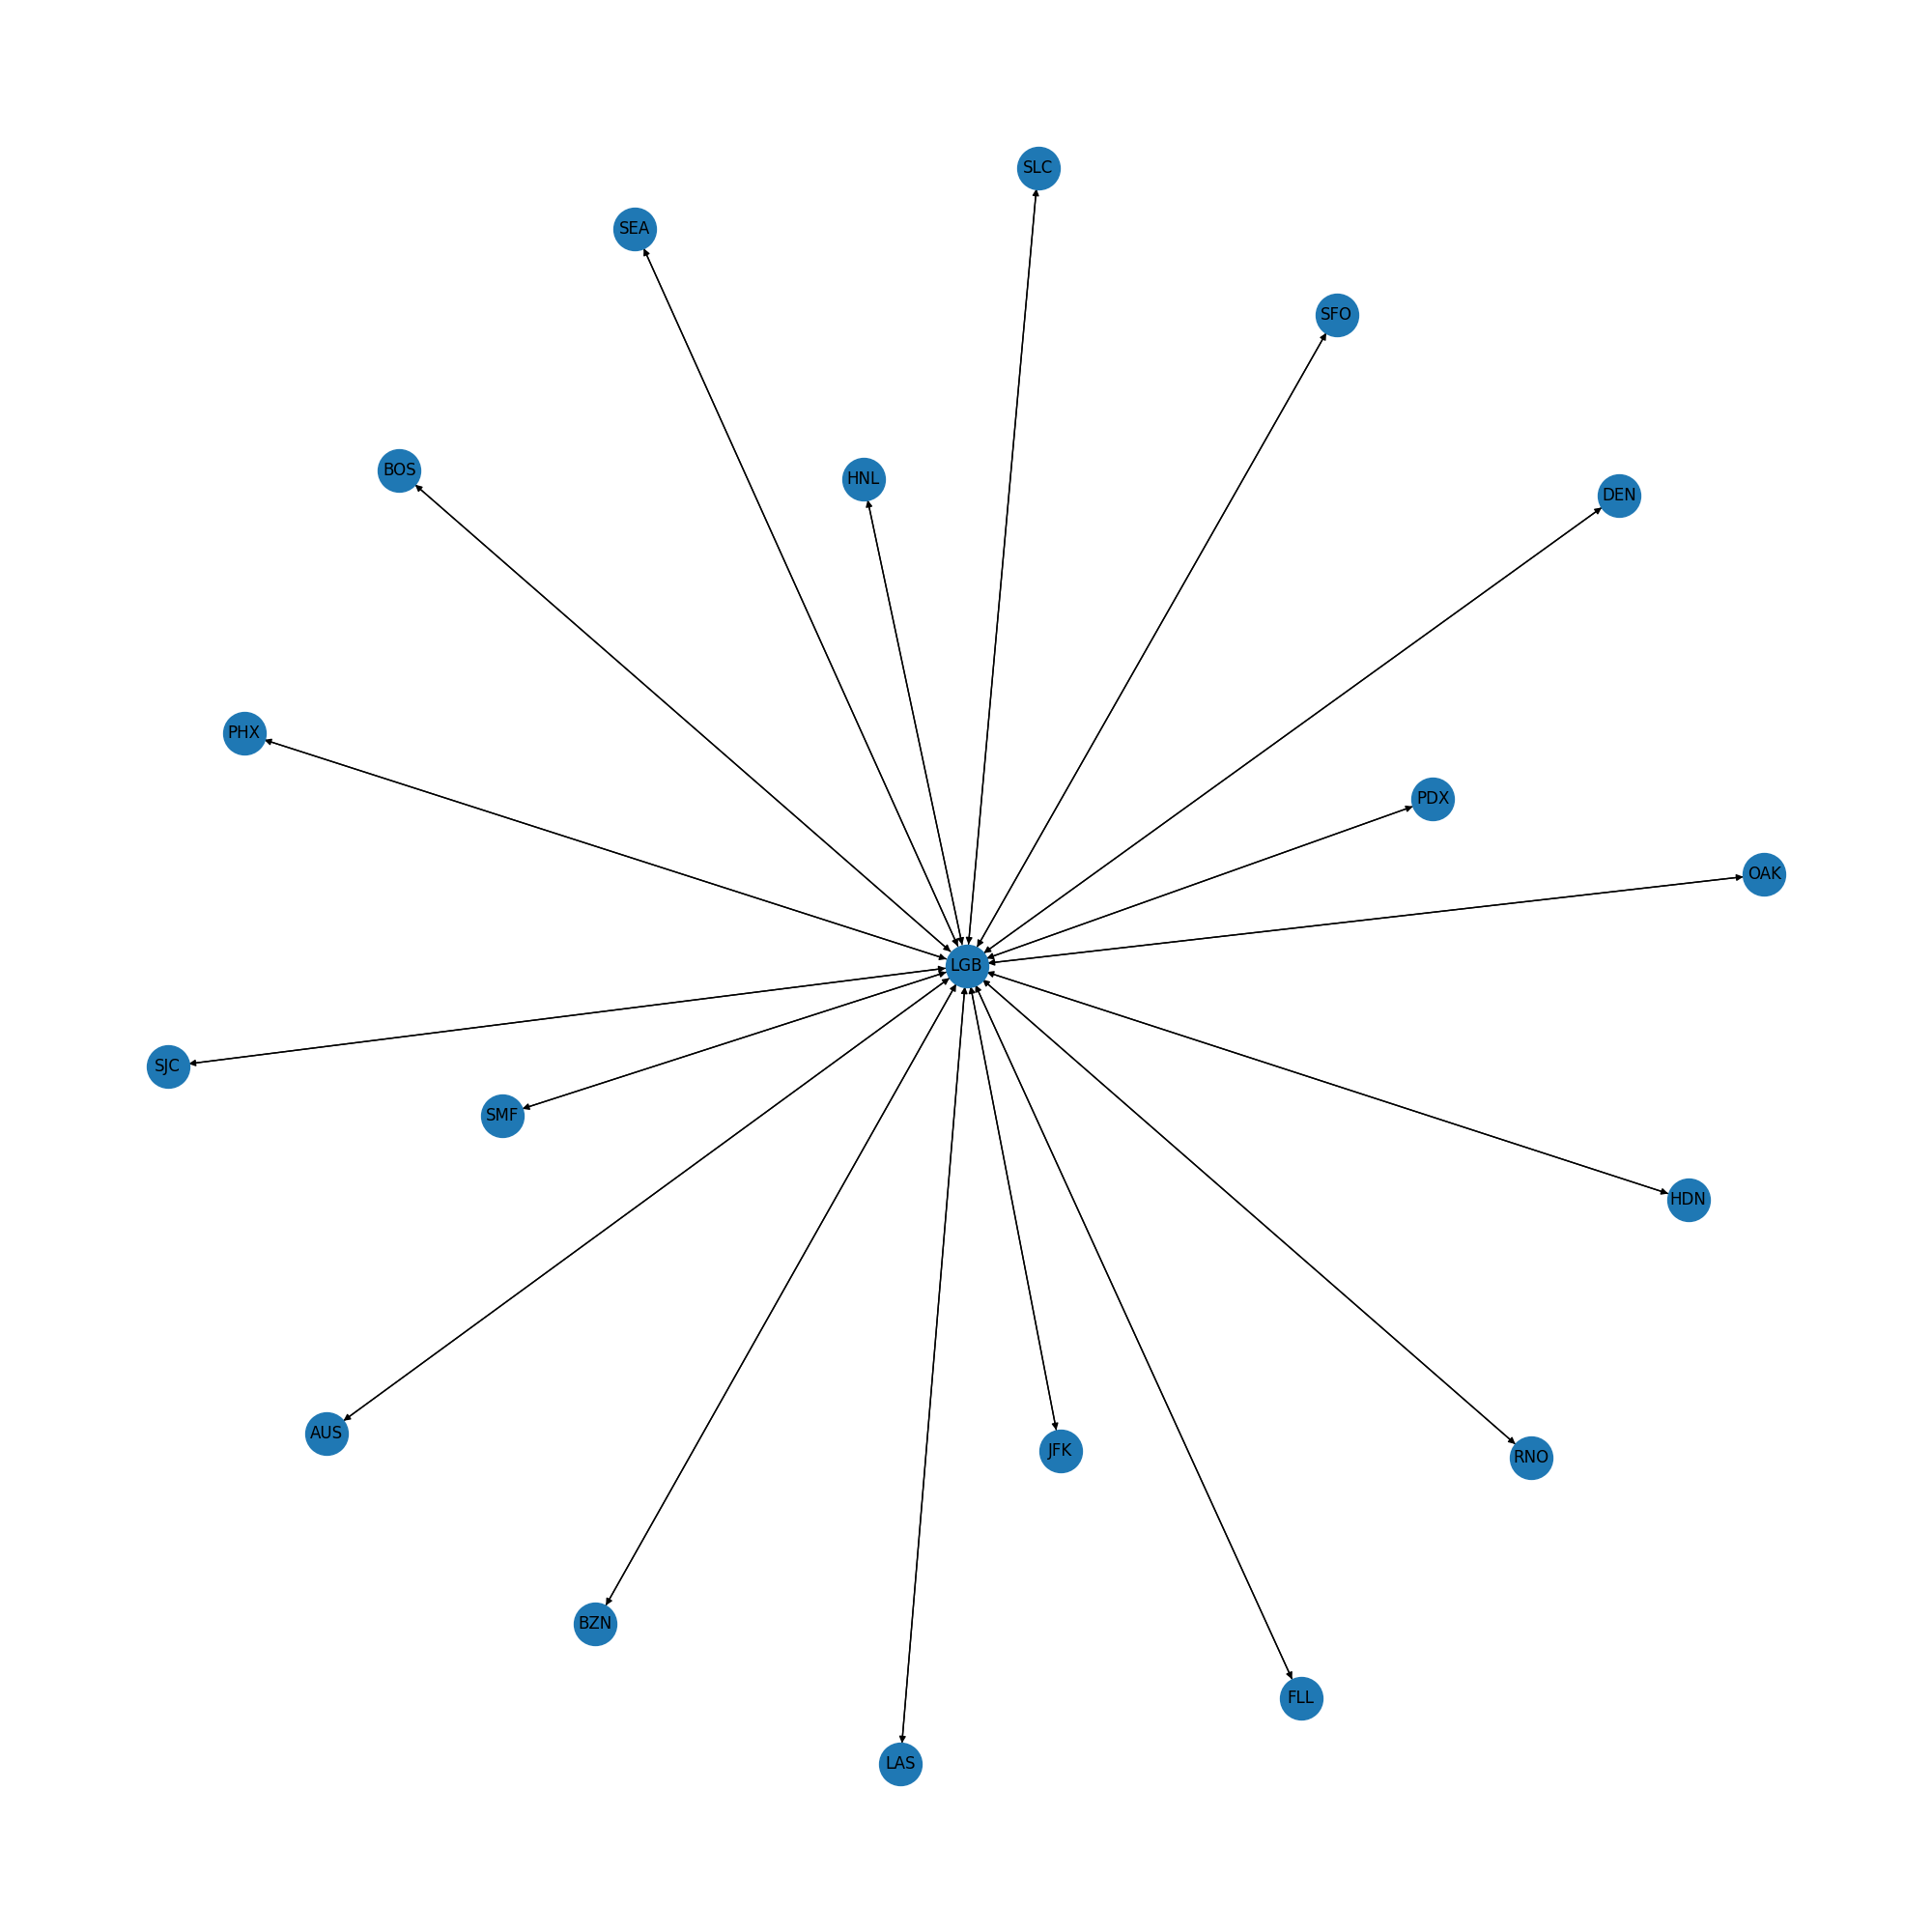 SLC
SEA
SFO
BOS
HNL
DEN
PHX
PDX
OAK
LGB
SJC
SMF
HDN
AUS
JFK
RNO
BZN
FLL
LAS